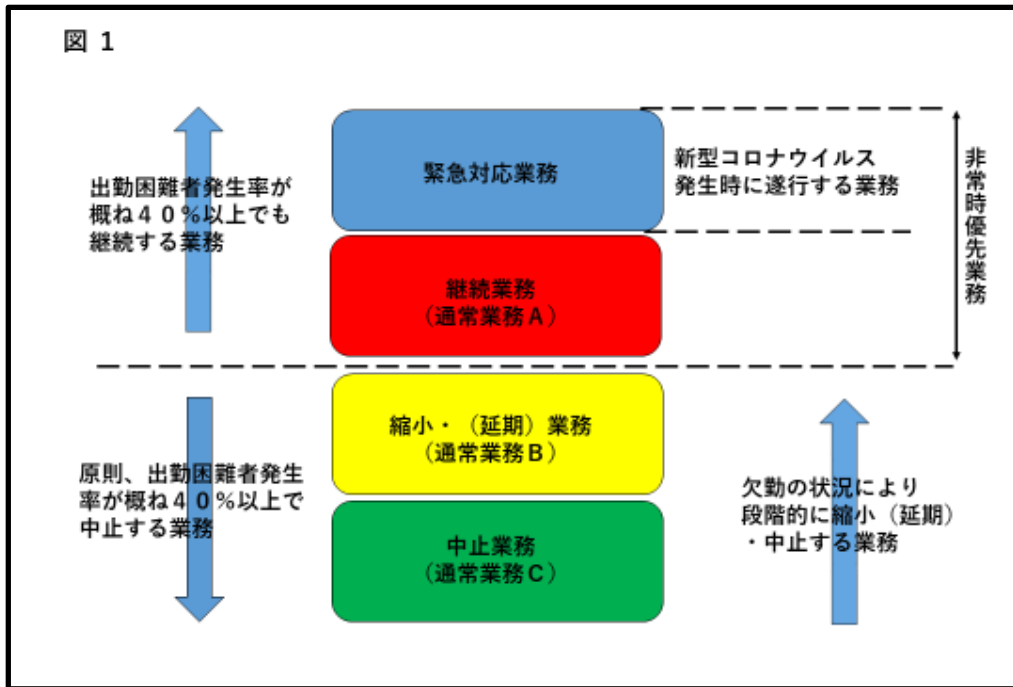 図 1
出勤困難者発生率が
概ね４０％以上でも
継続する業務
緊急対応業務
新型コロナウイルス
発生時に遂行する業務
非常時優先業務
継続業務
（通常業務Ａ）
縮小・（延期）業務
（通常業務Ｂ）
原則、出勤困難者発生
率が概ね４０％以上で
中止する業務
中止業務
（通常業務Ｃ）
欠勤の状況により
段階的に縮小（延期）
・中止する業務